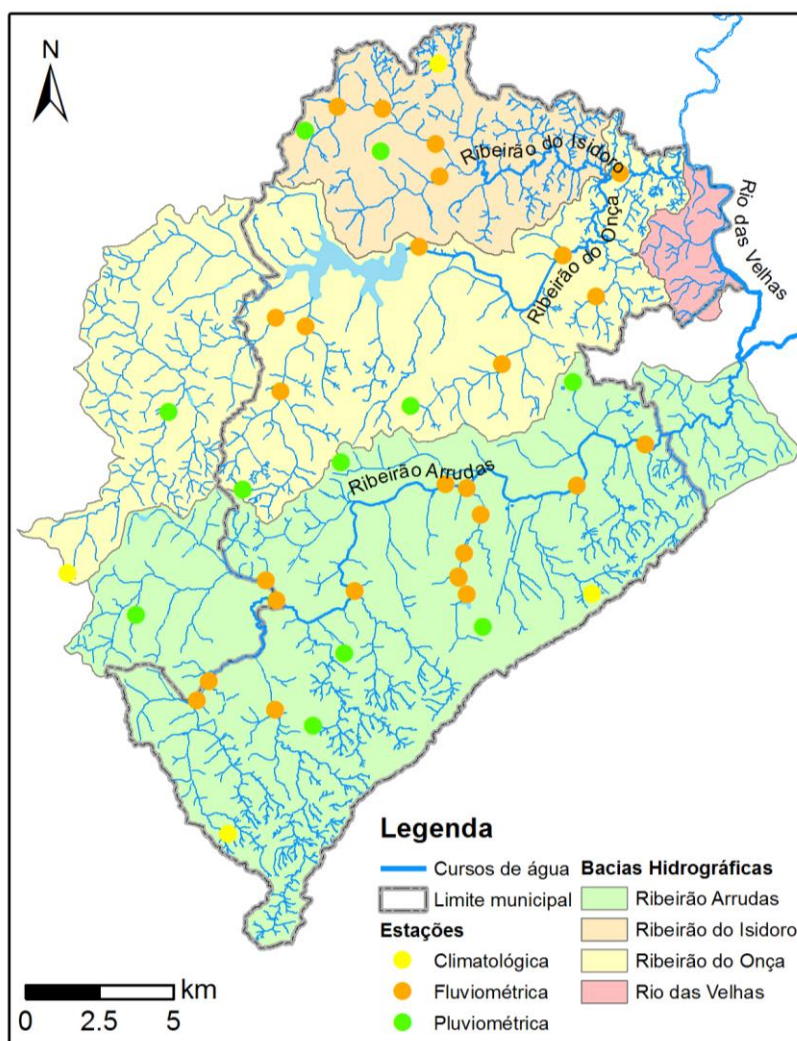 N
Ribeirão do Isidoro
Ribeirão do Onça
Rio das Velhas
Ribeirão Arrudas
Legenda
Cursos de água
Limite municipal
Estações
Climatológica
Fluviométrica
Pluviométrica
Bacias Hidrográficas
Ribeirão Arrudas
Ribeirão do Isidoro
Ribeirão do Onça
Rio das Velhas
km
0 2.5 5